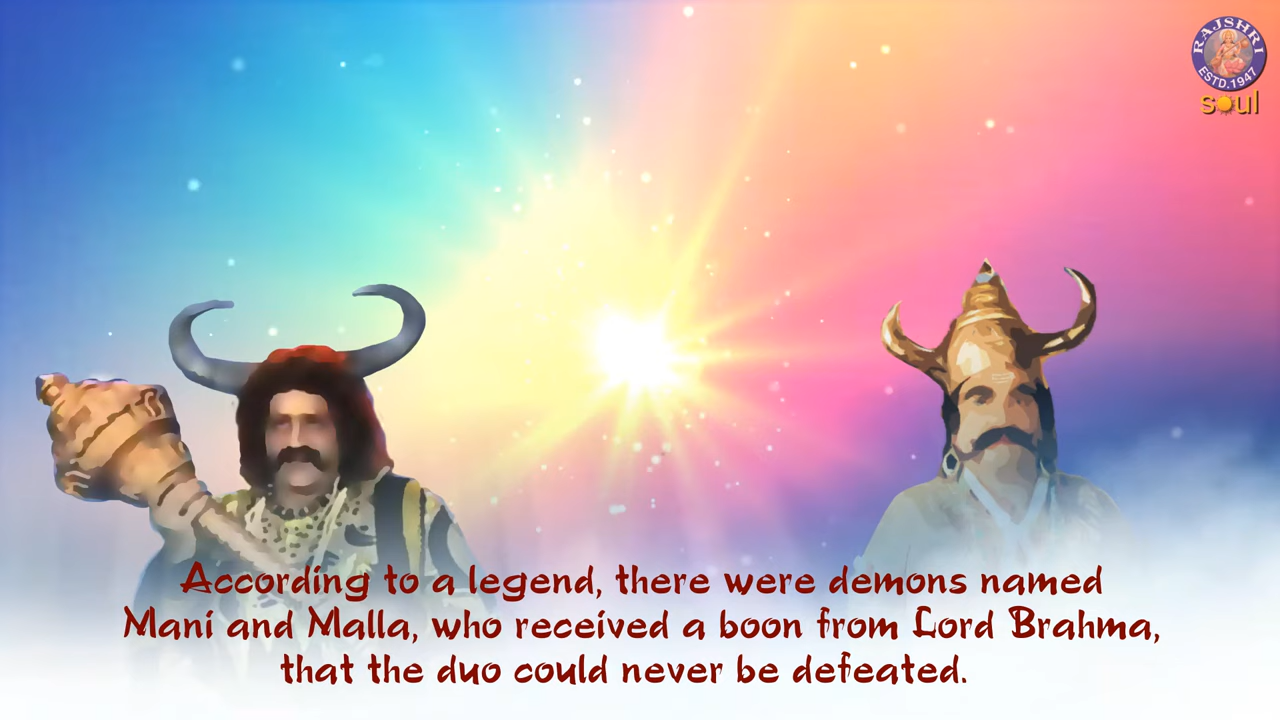 RAJSHRI
ESTD.1947
soul
According to a legend, there were demons named
Mani and Malla, who received a boon from Lord Brahma,
that the duo could never be defeated.